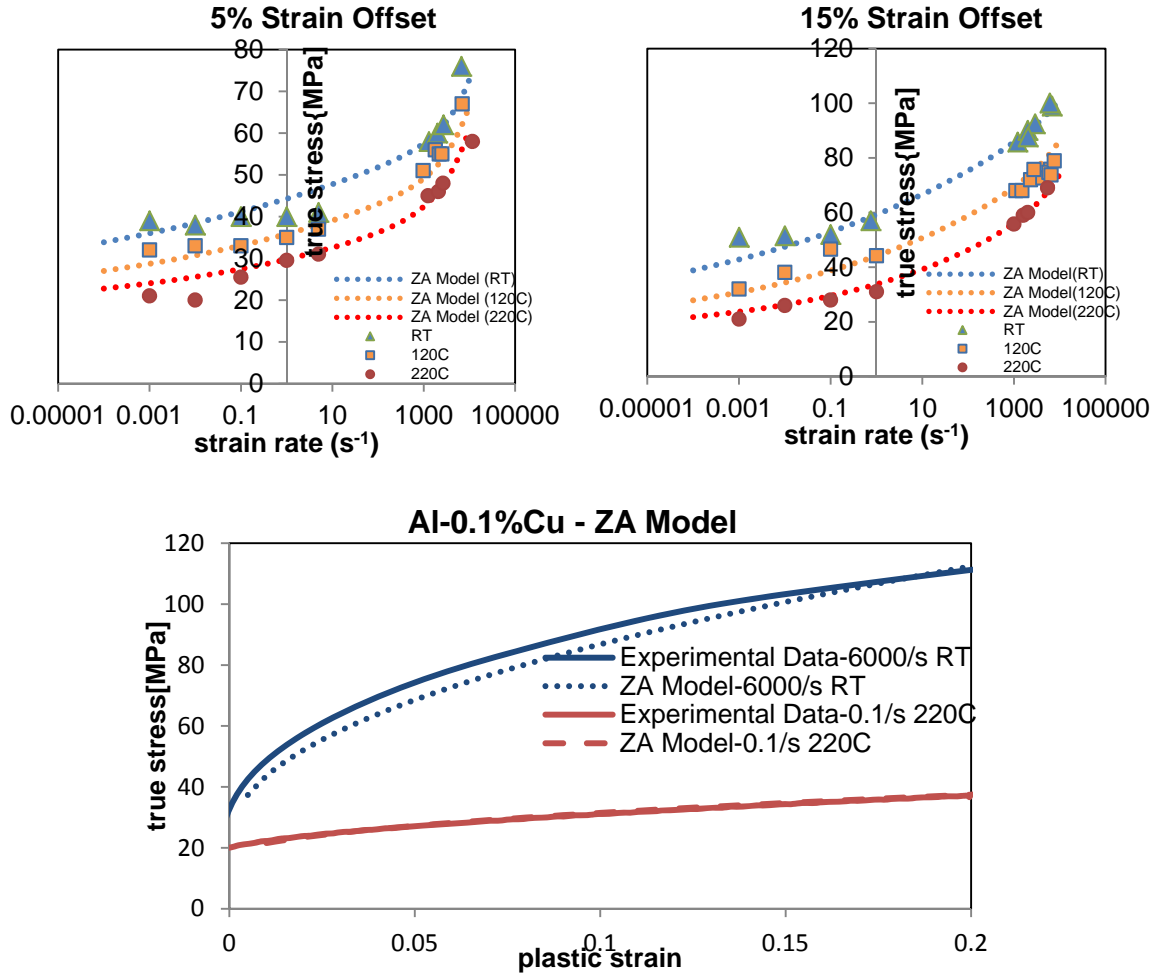 5% Strain Offset
80
70
60
50
40
30
20
10
0
true stress{MPa]
ZA Model (RT)
ZA Model (120C)
ZA Model (220C)
RT
120C
220C
0.00001 0.001 0.1 10 1000 100000
strain rate (s⁻¹)
15% Strain Offset
120
100
80
60
40
20
0
true stress{MPa]
ZA Model(RT)
ZA Model(120C)
ZA Model(220C)
RT
120C
220C
0.00001 0.001 0.1 10 1000 100000
strain rate (s⁻¹)
Al-0.1%Cu - ZA Model
120
100
80
60
40
20
0
true stress[MPa]
Experimental Data-6000/s RT
ZA Model-6000/s RT
Experimental Data-0.1/s 220C
ZA Model-0.1/s 220C
0 0.05 0.1 0.15 0.2
plastic strain